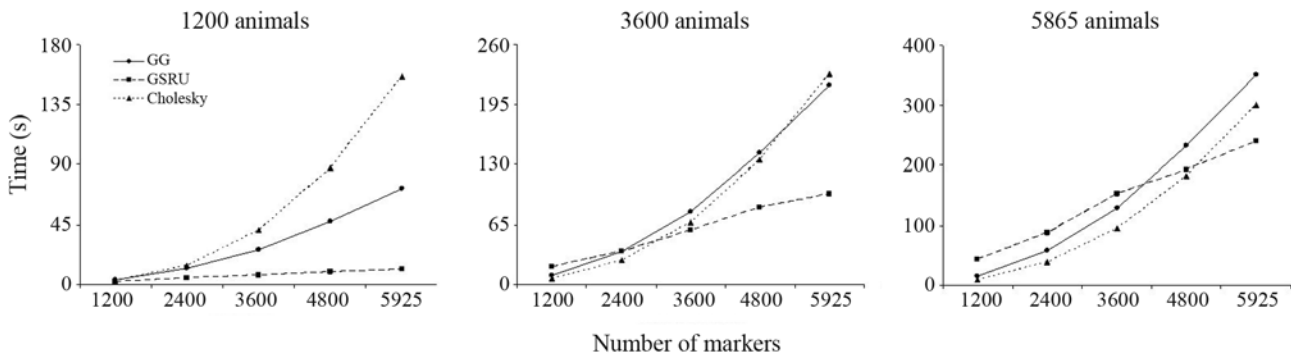 1200 animals
3600 animals
5865 animals
180
135
90
45
0
GG
GSRU
Cholesky
1200 2400 3600 4800 5925
260
195
130
65
0
1200 2400 3600 4800 5925
400
300
200
100
0
1200 2400 3600 4800 5925
Time (s)
Number of markers